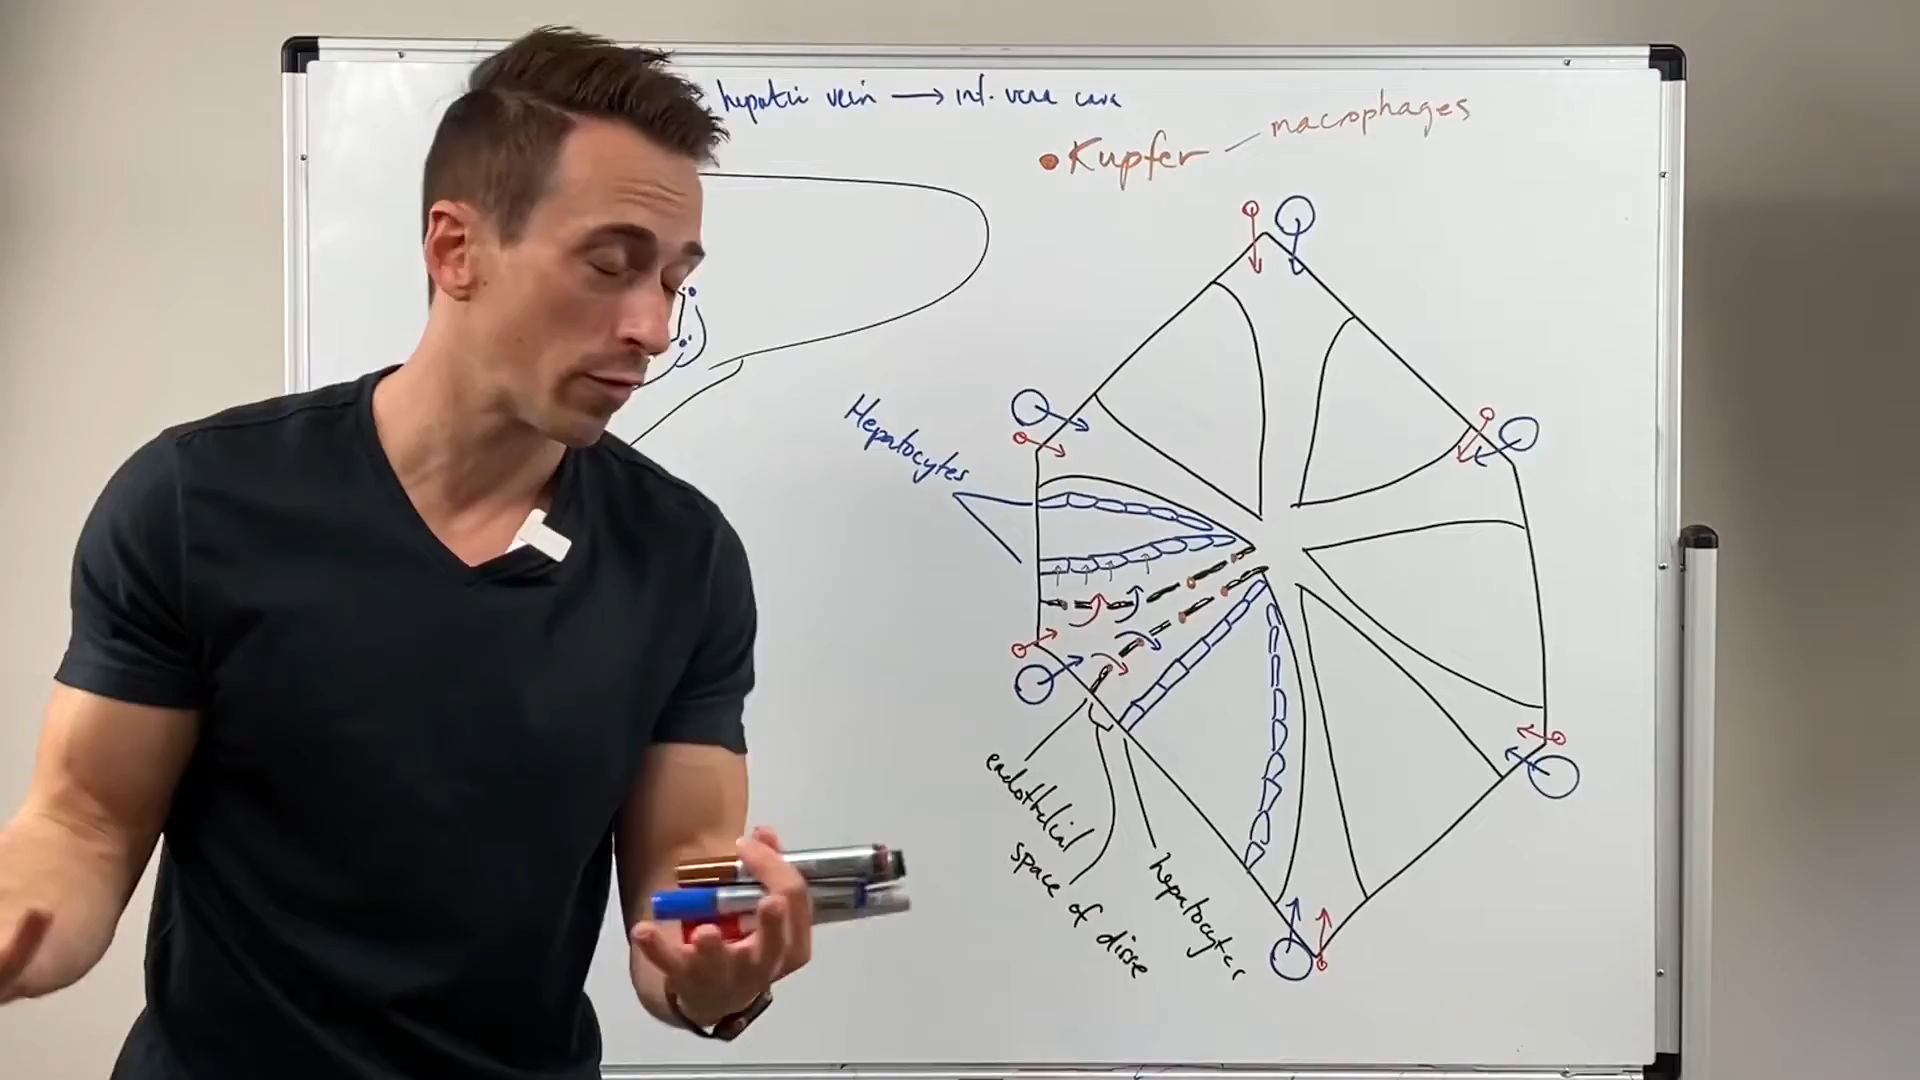 hepatic vein → inf. vena cava
macrophages
• Kupfer
Hepatocytes
endothelial
space of disse
hepatocytes